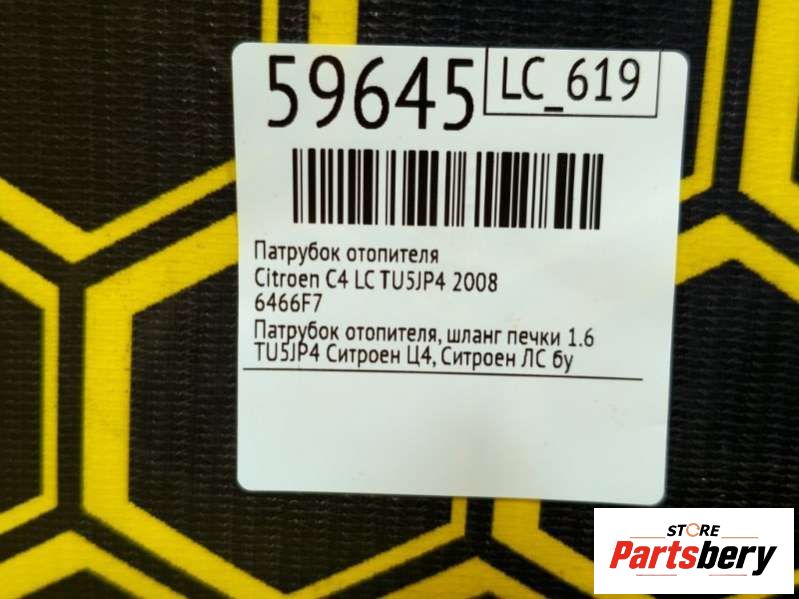 59645
LC_619
Патрубок отопителя
Citroen C4 LC TU5JP4 2008
6466F7
Патрубок отопителя, шланг печки 1.6
TU5JP4 Ситроен Ц4, Ситроен ЛС бу
STORE
Partsbery